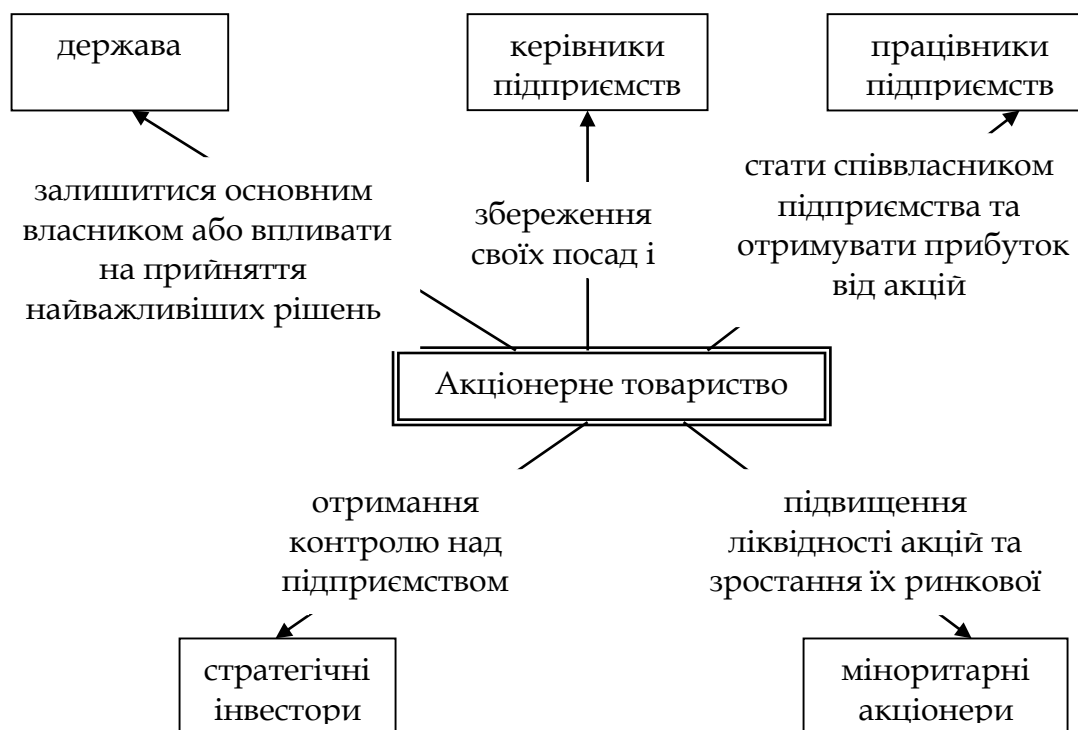 держава
керівники
підприємств
працівники
підприємств
залишитися основним
власником або впливати
на прийняття
найважливіших рішень
збереження
своїх посад і
стати співвласником
підприємства та
отримувати прибуток
від акцій
Акціонерне товариство
отримання
контролю над
підприємством
підвищення
ліквідності акцій та
зростання їх ринкової
стратегічні
інвестори
міноритарні
акціонери